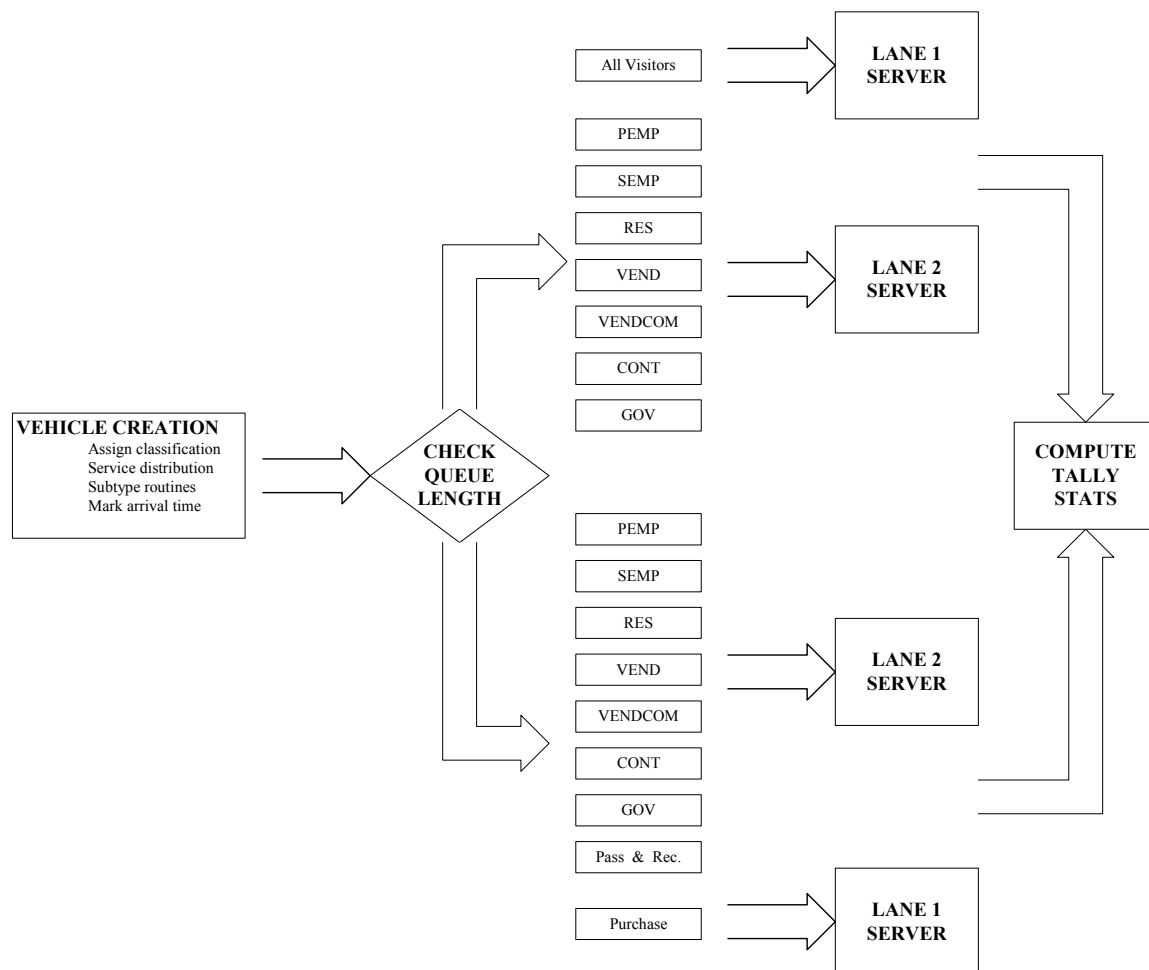 All Visitors
LANE 1
SERVER
PEMP
SEMP
RES
VEND
LANE 2
SERVER
VENDCOM
CONT
GOV
VEHICLE CREATION
Assign classification
Service distribution
Subtype routines
Mark arrival time
CHECK
QUEUE
LENGTH
COMPUTE
TALLY
STATS
PEMP
SEMP
RES
VEND
LANE 2
SERVER
VENDCOM
CONT
GOV
Pass & Rec.
Purchase
LANE 1
SERVER